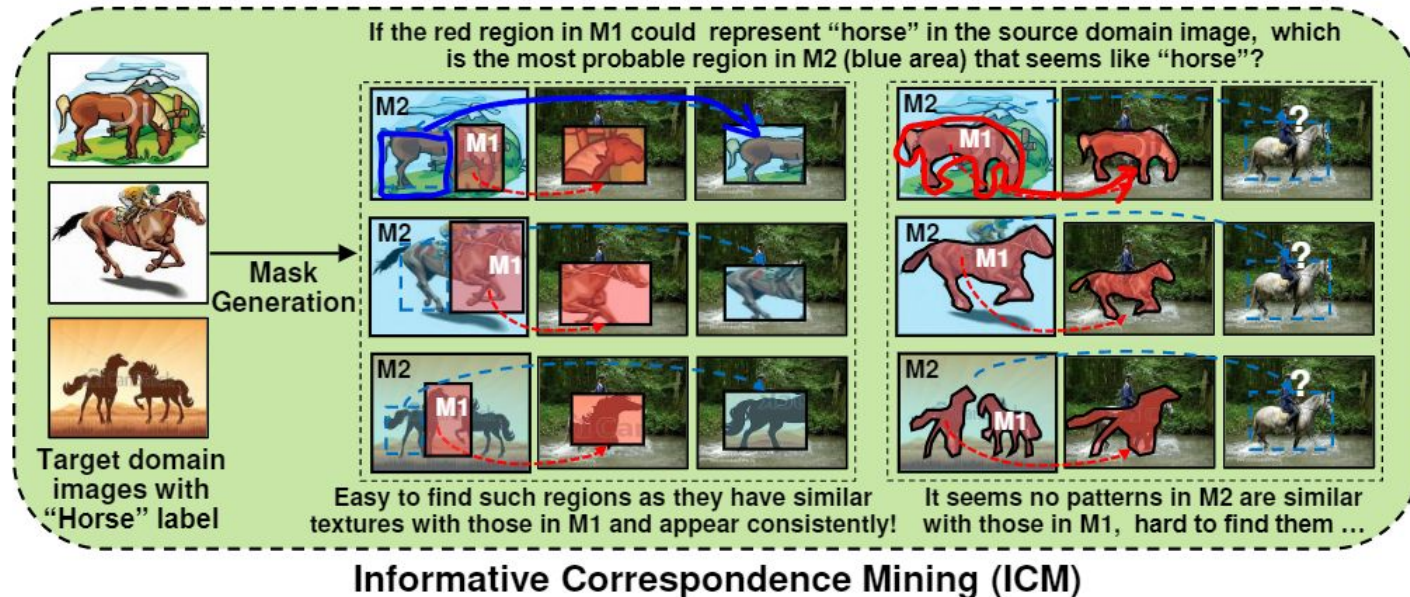 If the red region in M1 could represent “horse” in the source domain image, which
is the most probable region in M2 (blue area) that seems like “horse”?
M2
M1
M2
M1
?
M2
M1
M2
M1
?
Mask
Generation
M2
M1
M2
M1
?
Target domain
images with
“Horse” label
Easy to find such regions as they have similar
textures with those in M1 and appear consistently!
It seems no patterns in M2 are similar
with those in M1, hard to find them ...
Informative Correspondence Mining (ICM)